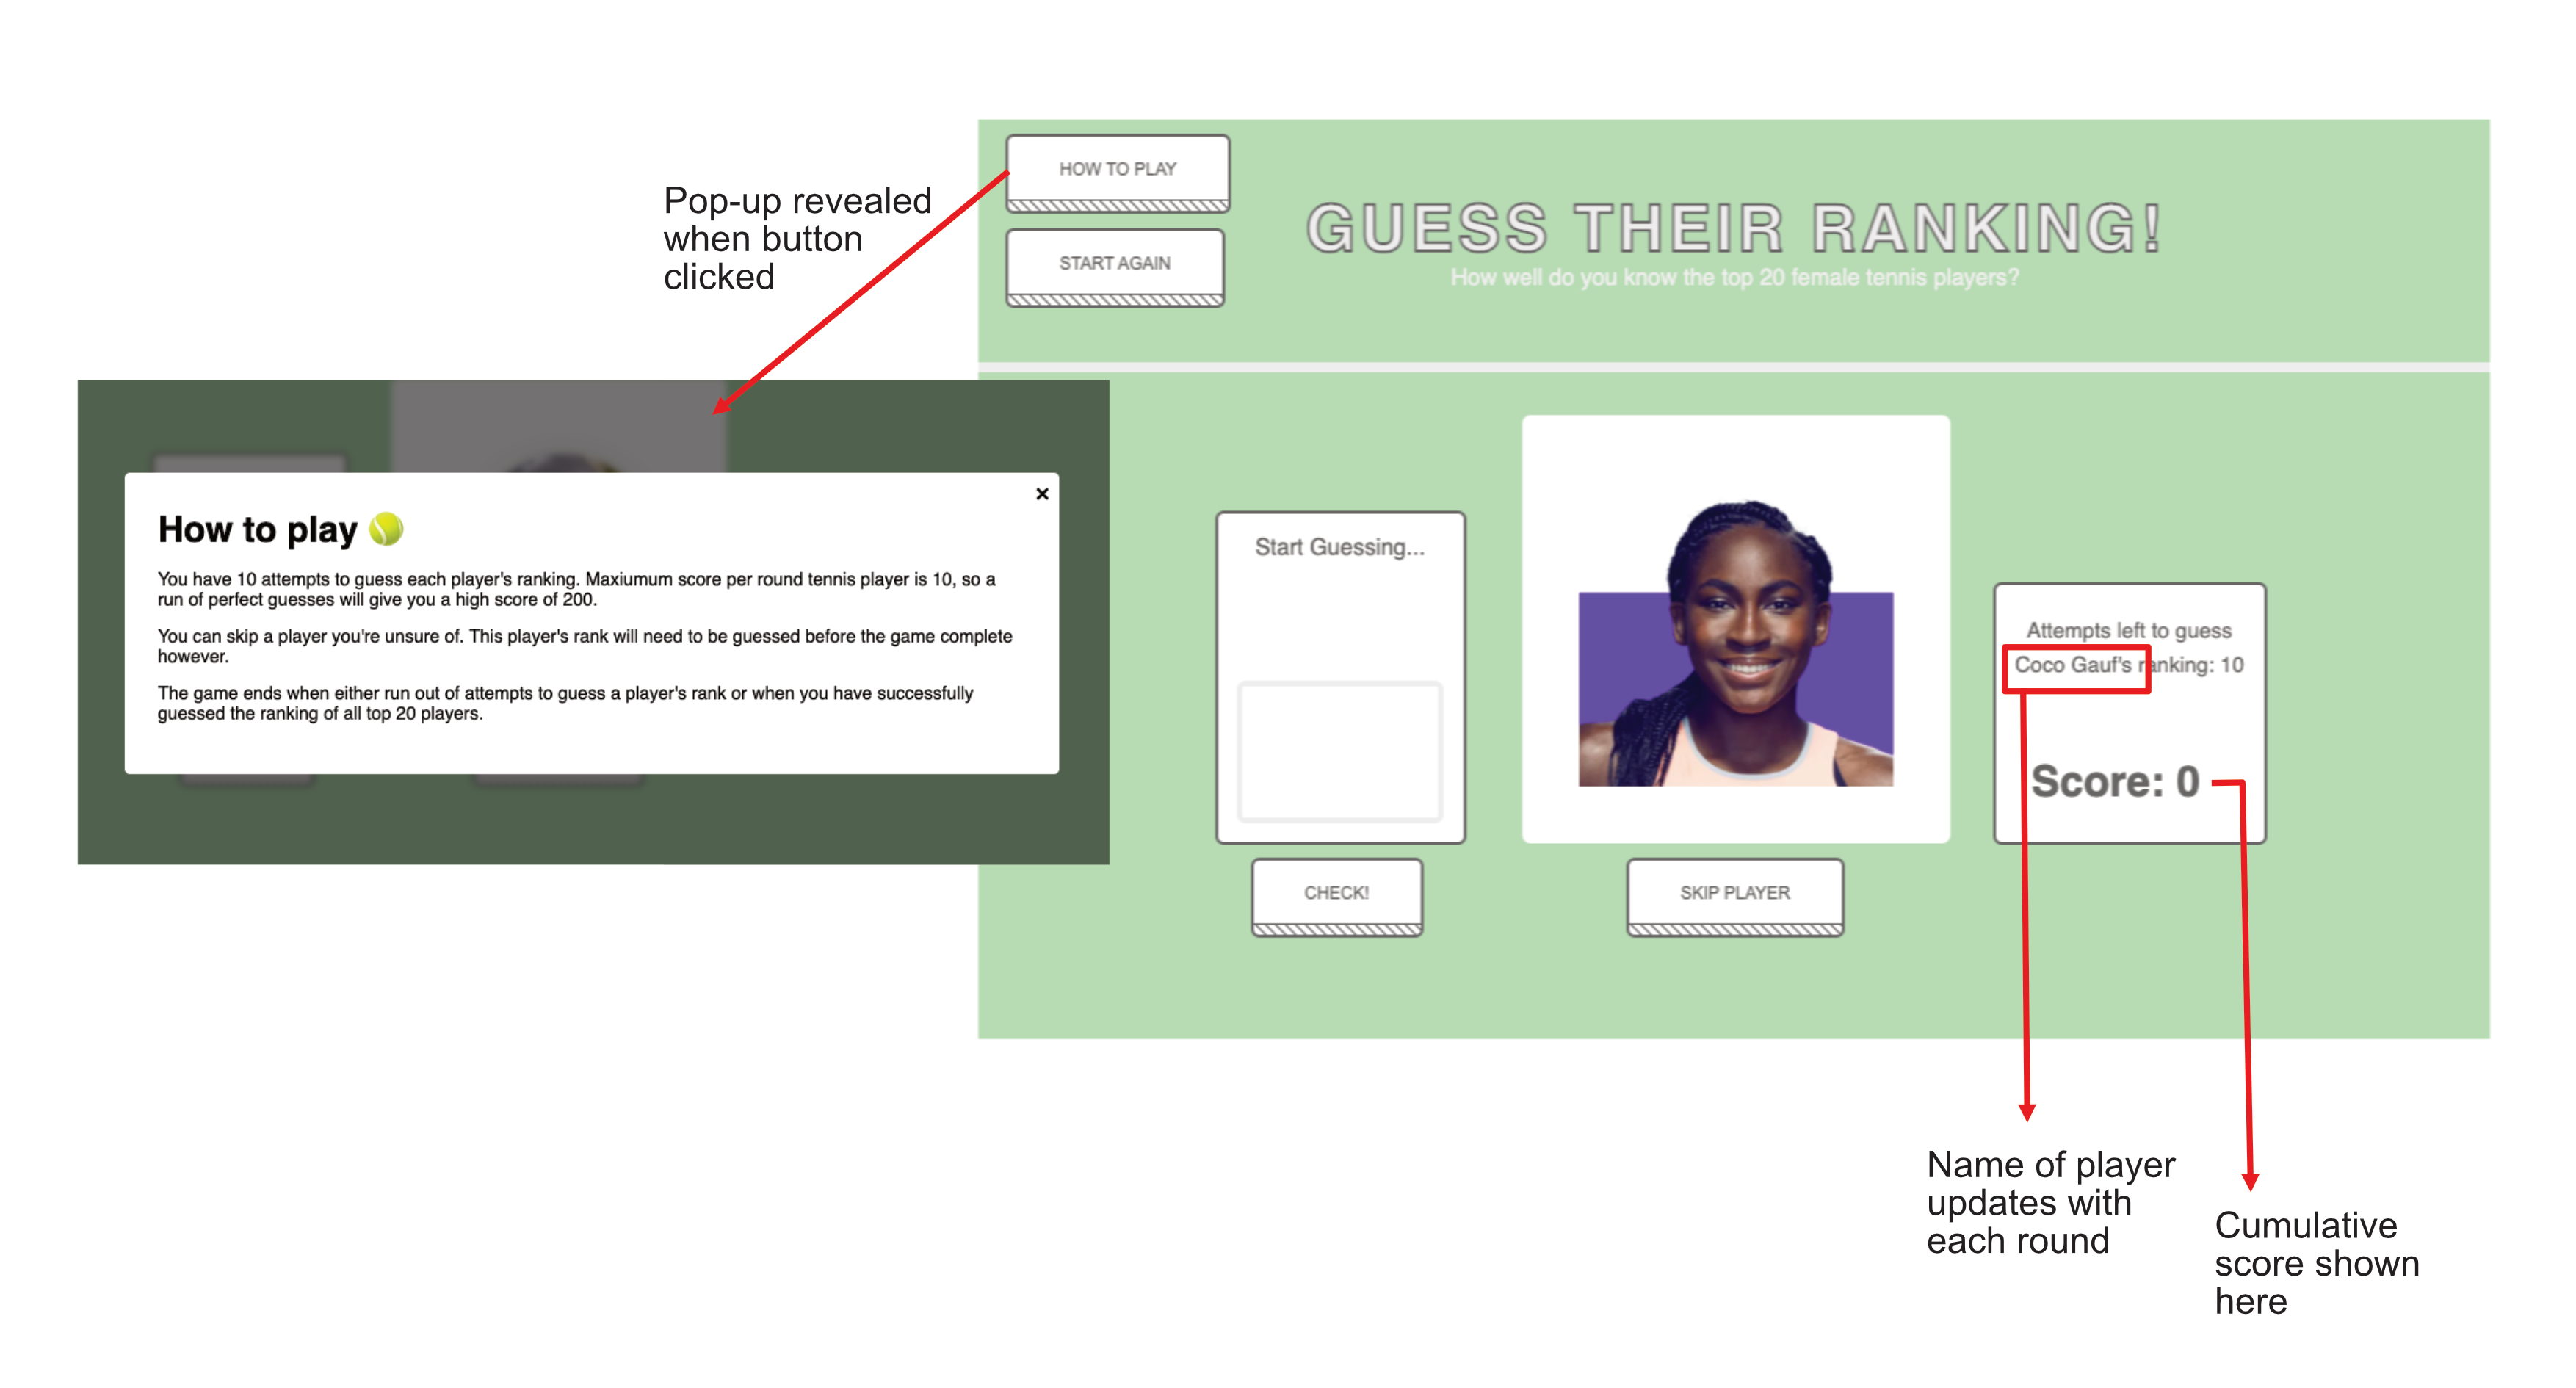 HOW TO PLAY
START AGAIN
GUESS THEIR RANKING!
How well do you know the top 20 female tennis players?
Pop-up revealed
when button
clicked
×
How to play
You have 10 attempts to guess each player's ranking. Maxiumum score per round tennis player is 10, so a
run of perfect guesses will give you a high score of 200.
You can skip a player you're unsure of. This player's rank will need to be guessed before the game complete
however.
The game ends when either run out of attempts to guess a player's rank or when you have successfully
guessed the ranking of all top 20 players.
Start Guessing...
CHECK!
SKIP PLAYER
Attempts left to guess
Coco Gauf's ranking: 10
Score: 0
Name of player
updates with
each round
Cumulative
score shown
here